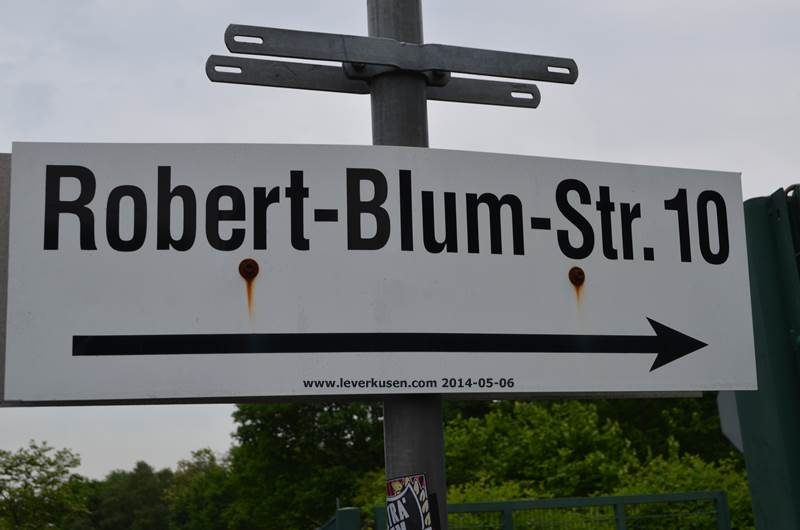 Robert-Blum-Str. 10
www.leverkusen.com 2014-05-06